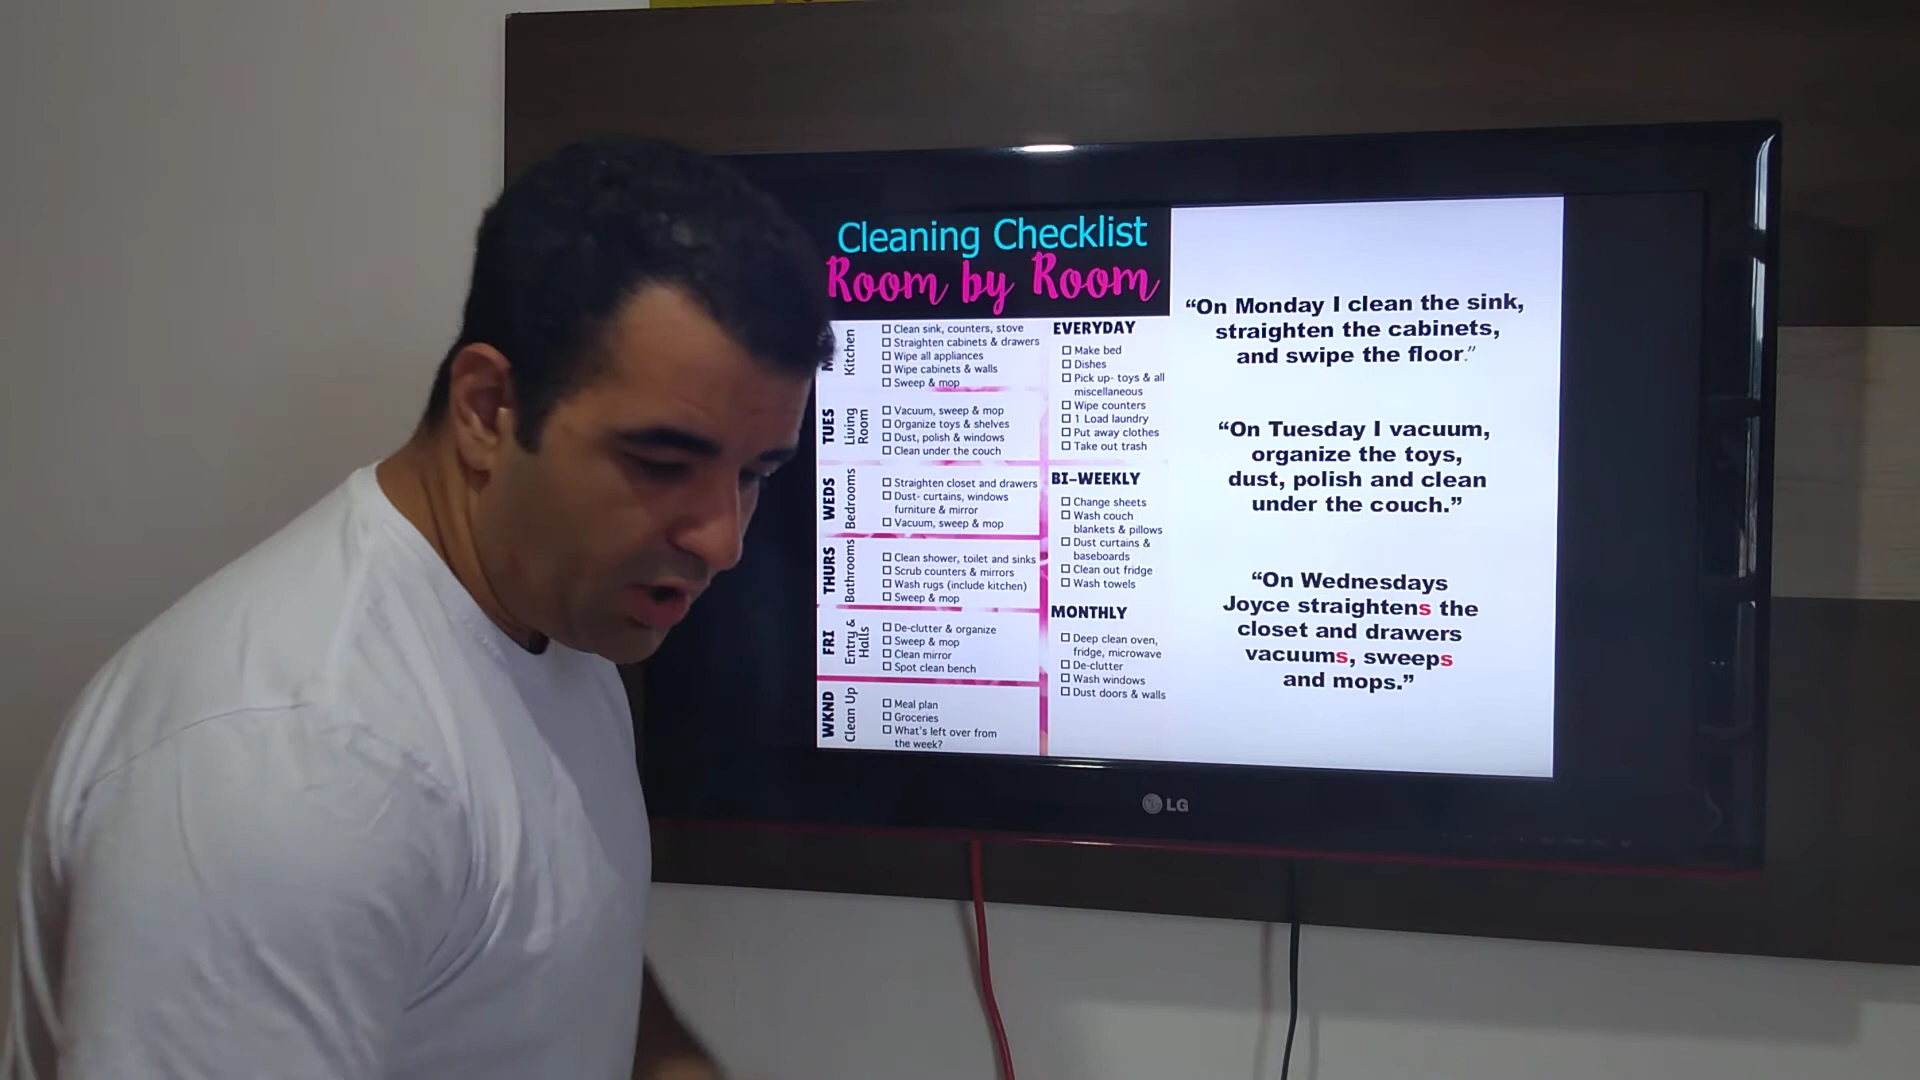 Cleaning Checklist
Room by Room
Kitchen
Clean sink, counters, stove
Straighten cabinets & drawers
Wipe all appliances
Wipe cabinets & walls
Sweep & mop
TUES
Living
Room
Vacuum, sweep & mop
Organize toys & shelves
Dust, polish & windows
Clean under the couch
WEDS
Bedrooms
Straighten closet and drawers
Dust- curtains, windows
furniture & mirror
Vacuum, sweep & mop
THURS
Bathrooms
Clean shower, toilet and sinks
Scrub counters & mirrors
Wash rugs (include kitchen)
Sweep & mop
FRI
Entry &
Halls
De-clutter & organize
Sweep & mop
Clean mirror
Spot clean bench
WKND
Clean Up
Meal plan
Groceries
What's left over from
the week?
EVERYDAY
Make bed
Dishes
Pick up- toys & all
miscellaneous
Wipe counters
1 Load laundry
Put away clothes
Take out trash
BI-WEEKLY
Change sheets
Wash couch
blankets & pillows
Dust curtains &
baseboards
Clean out fridge
Wash towels
MONTHLY
Deep clean oven,
fridge, microwave
De-clutter
Wash windows
Dust doors & walls
“On Monday I clean the sink,
straighten the cabinets,
and swipe the floor.”
“On Tuesday I vacuum,
organize the toys,
dust, polish and clean
under the couch.”
“On Wednesdays
Joyce straightens the
closet and drawers
vacuums, sweeps
and mops.”
LG